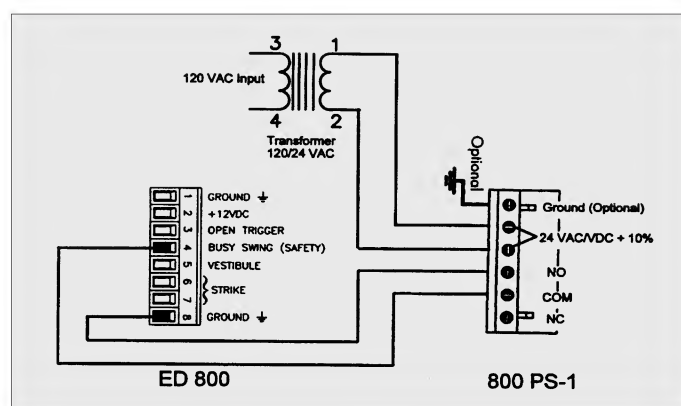 3 1
120 VAC Input
4 2
Transformer
120/24 VAC
Optional
1 GROUND
2 +12VDC
3 OPEN TRIGGER
4 BUSY SWING (SAFETY)
5 VESTIBULE
6
7
STRIKE
8 GROUND
Ground (Optional)
24 VAC/VDC + 10%
NO
COM
NC
ED 800
800 PS-1